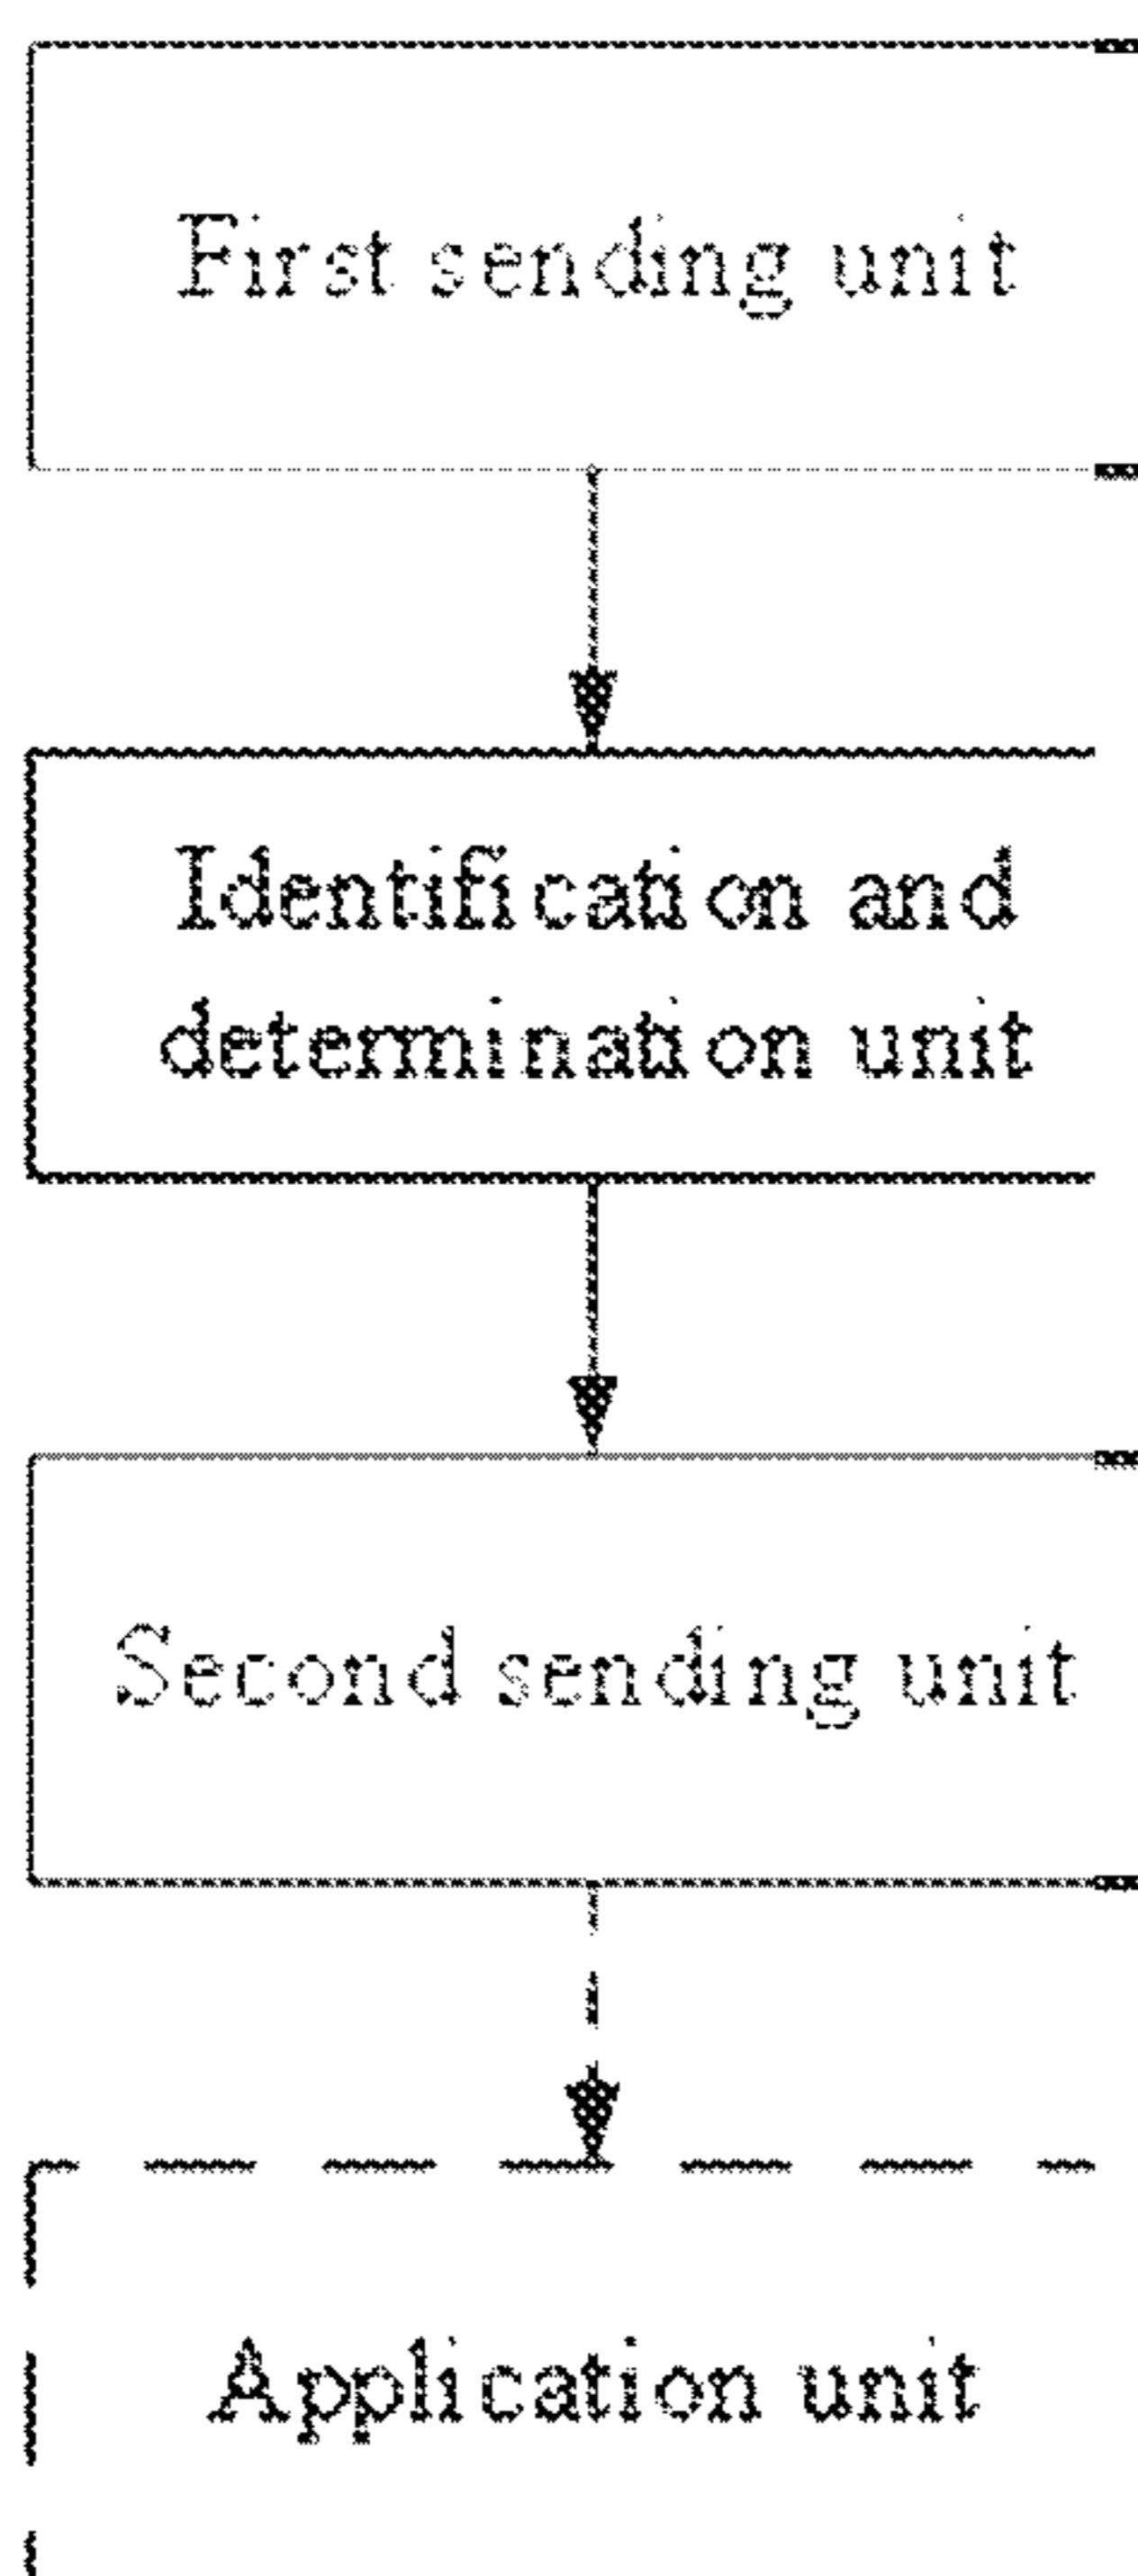 First sending unit
Identification and
determination unit
Second sending unit
Application unit